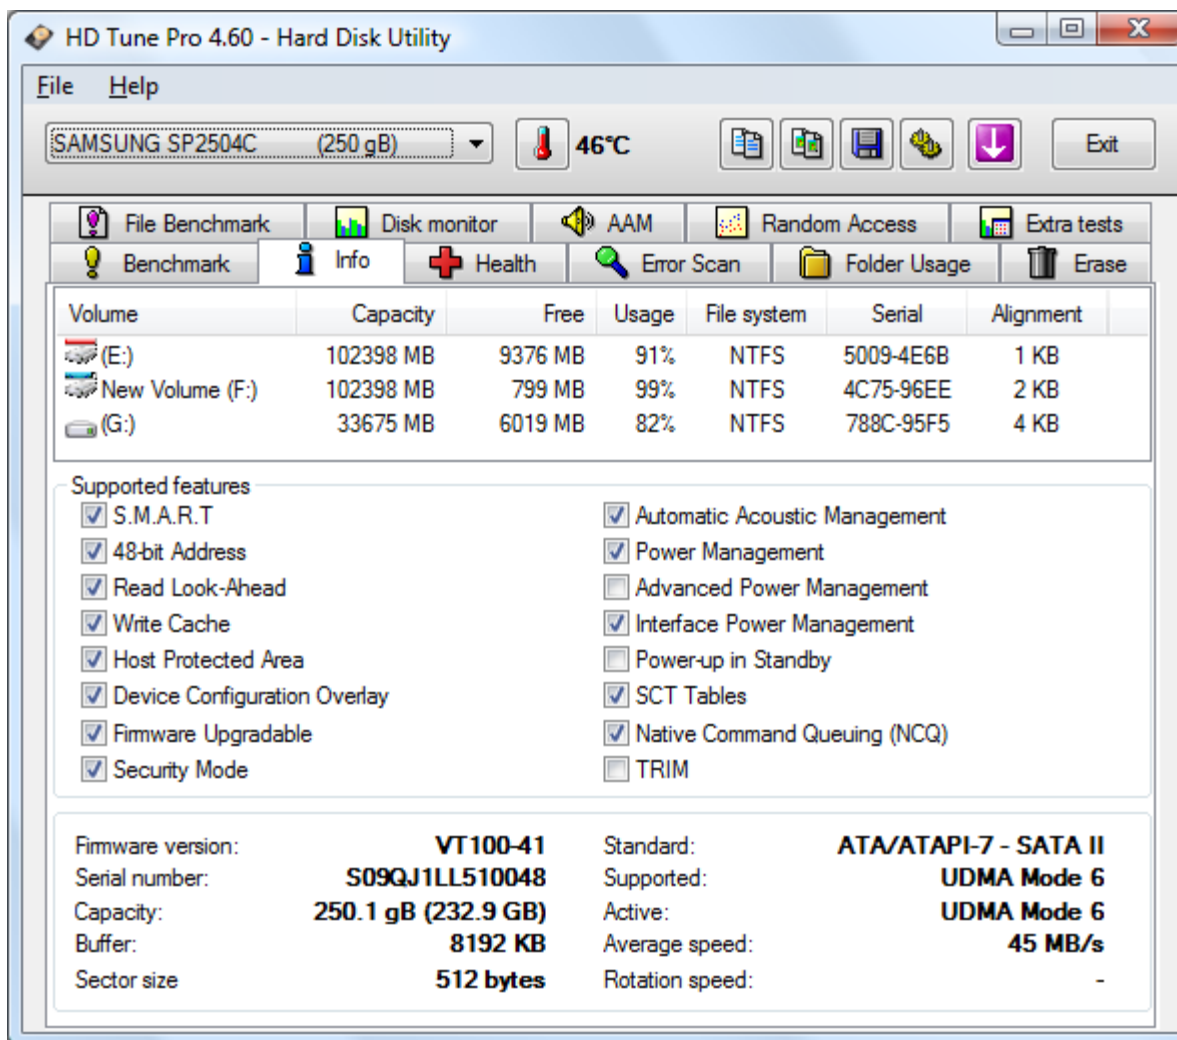 HD Tune Pro 4.60 - Hard Disk Utility
File Help
SAMSUNG SP2504C (250 gB) 46°C Exit
File Benchmark Disk monitor AAM Random Access Extra tests
Benchmark Info Health Error Scan Folder Usage Erase
Volume Capacity Free Usage File system Serial Alignment
(E:) 102398 MB 9376 MB 91% NTFS 5009-4E6B 1 KB
New Volume (F:) 102398 MB 799 MB 99% NTFS 4C75-96EE 2 KB
(G:) 33675 MB 6019 MB 82% NTFS 788C-95F5 4 KB
Supported features
S.M.A.R.T Automatic Acoustic Management
48-bit Address Power Management
Read Look-Ahead Advanced Power Management
Write Cache Interface Power Management
Host Protected Area Power-up in Standby
Device Configuration Overlay SCT Tables
Firmware Upgradable Native Command Queuing (NCQ)
Security Mode TRIM
Firmware version: VT100-41 Standard: ATA/ATAPI-7 - SATA II
Serial number: S09QJ1LL510048 Supported: UDMA Mode 6
Capacity: 250.1 gB (232.9 GB) Active: UDMA Mode 6
Buffer: 8192 KB Average speed: 45 MB/s
Sector size 512 bytes Rotation speed: -